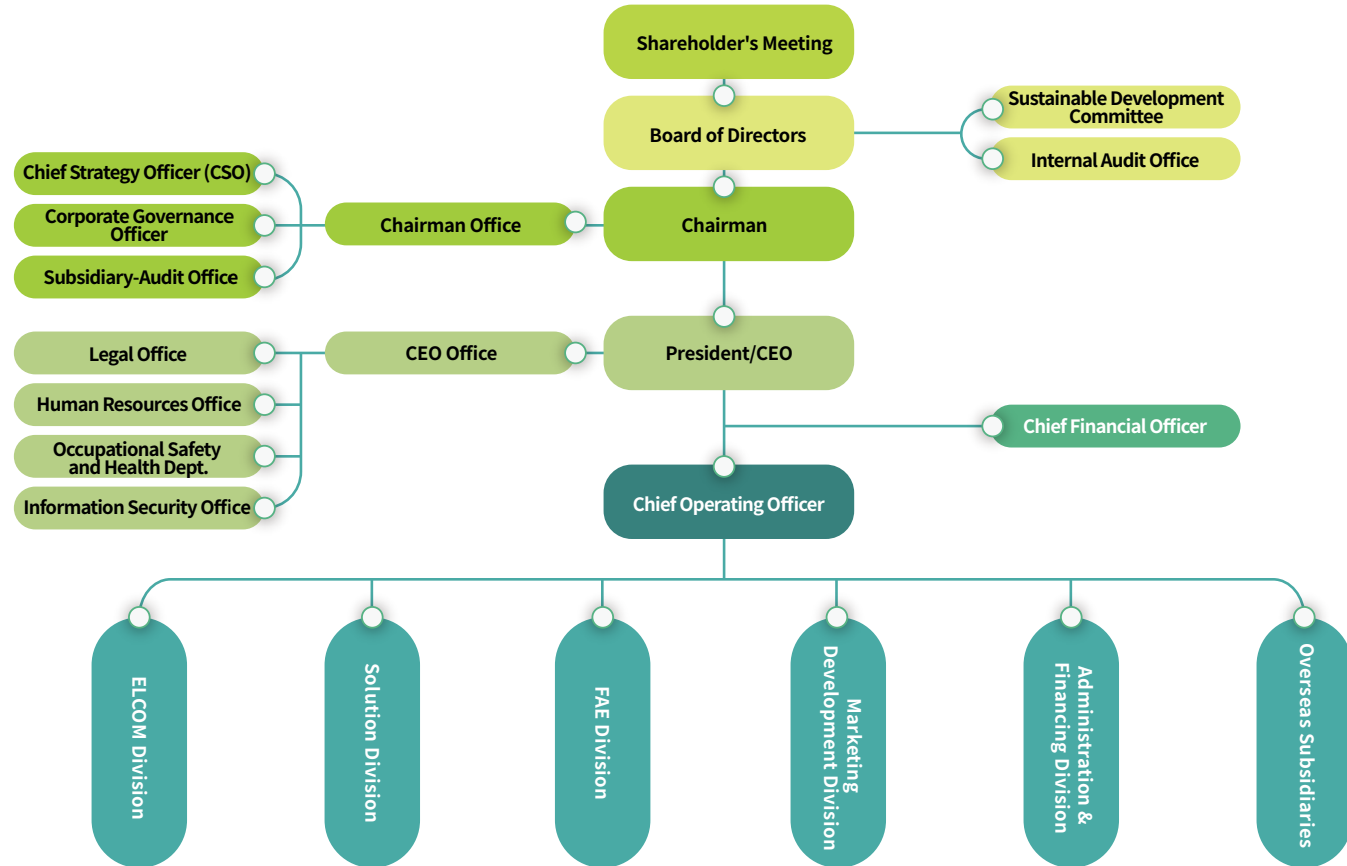 Shareholder's Meeting
Board of Directors
Sustainable Development
Committee
Internal Audit Office
Chief Strategy Officer (CSO)
Corporate Governance
Officer
Subsidiary-Audit Office
Chairman Office
Chairman
Legal Office
Human Resources Office
Occupational Safety
and Health Dept.
Information Security Office
CEO Office
President/CEO
Chief Financial Officer
Chief Operating Officer
ELCOM Division
Solution Division
FAE Division
Marketing
Development Division
Administration &
Financing Division
Overseas Subsidiaries